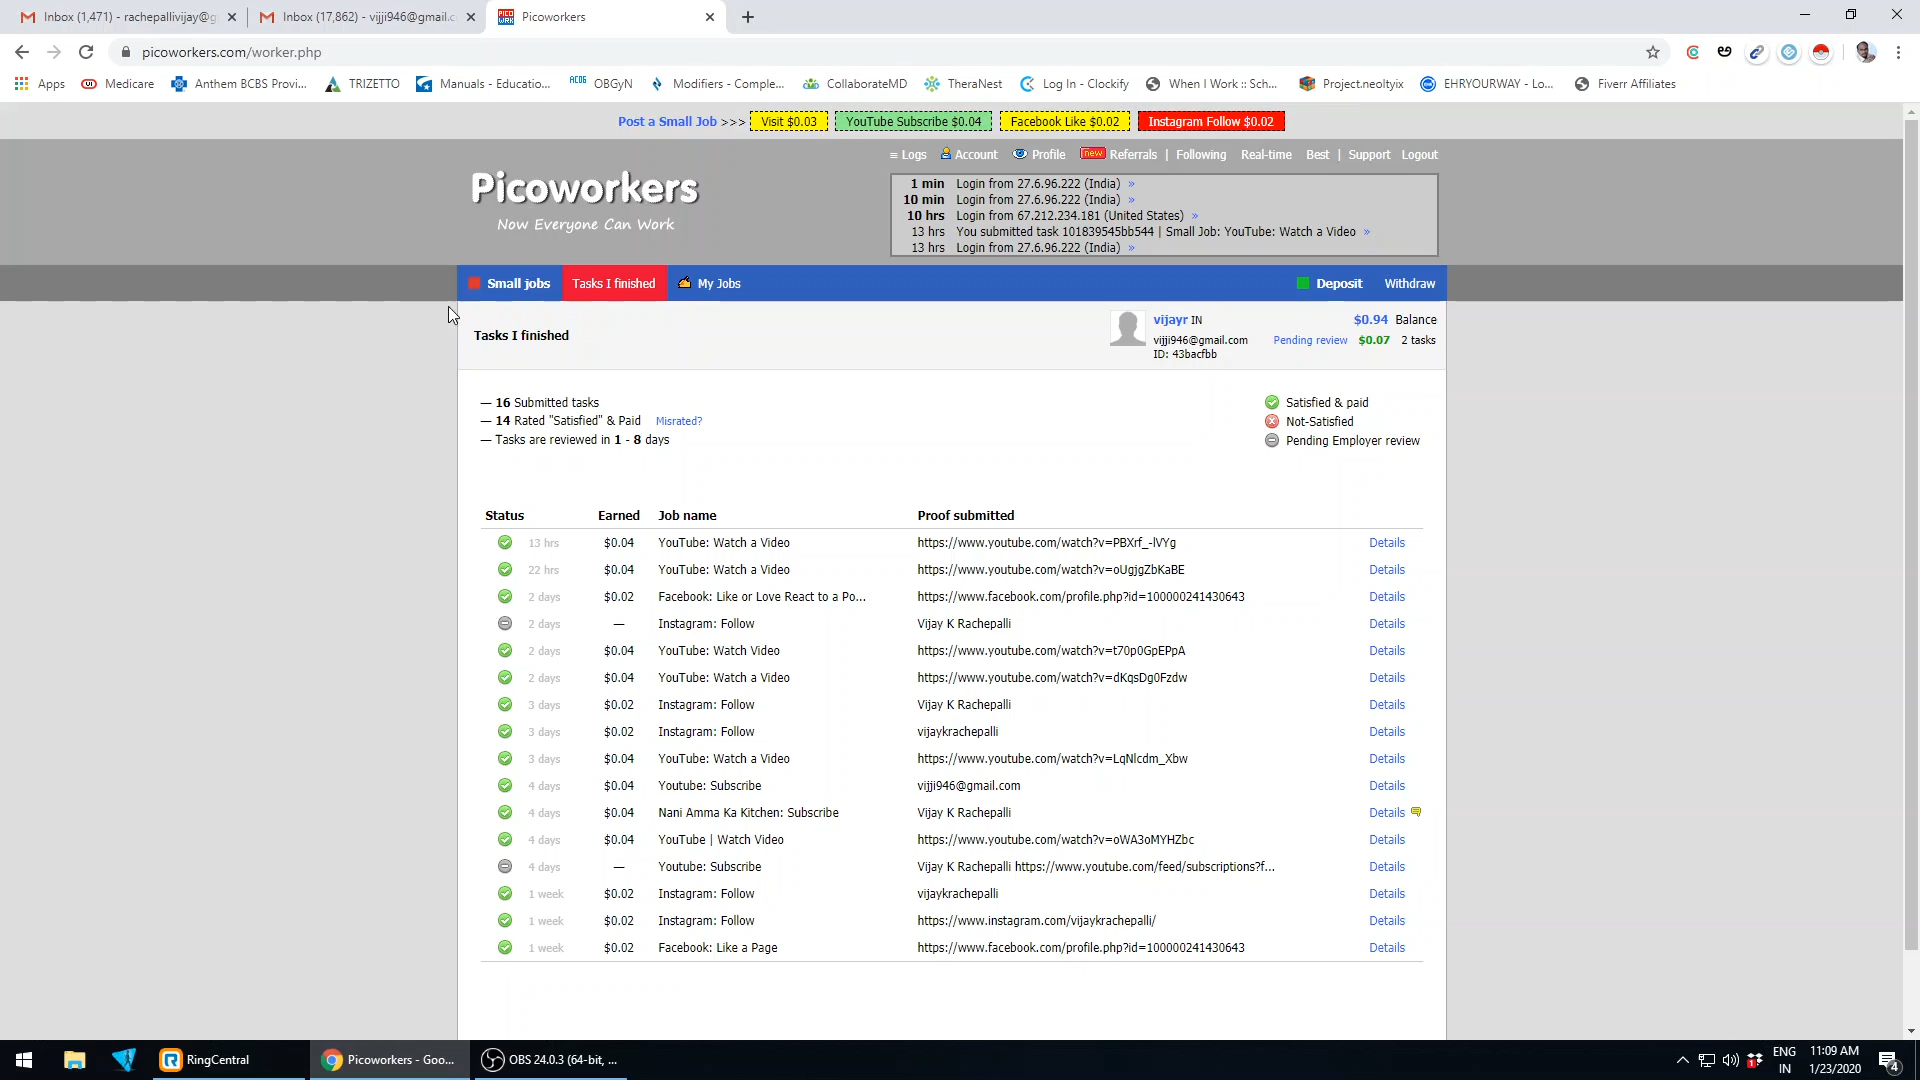 Inbox (1,471) - rachepallivijay@g
Inbox (17,862) - vijji946@gmail.c
Picoworkers
picoworkers.com/worker.php
Apps
Medicare
Anthem BCBS Provi...
TRIZETTO
Manuals - Educatio...
ACOG
OBGyN
Modifiers - Comple...
CollaborateMD
TheraNest
Log In - Clockify
When I Work :: Sch...
Project.neoltyix
EHRYOURWAY - Lo...
Fiverr Affiliates
Post a Small Job >>> Visit $0.03 YouTube Subscribe $0.04 Facebook Like $0.02 Instagram Follow $0.02
≡ Logs Account Profile new Referrals | Following Real-time Best | Support Logout
Picoworkers
Now Everyone Can Work
1 min Login from 27.6.96.222 (India) »
10 min Login from 27.6.96.222 (India) »
10 hrs Login from 67.212.234.181 (United States) »
13 hrs You submitted task 101839545bb544 | Small Job: YouTube: Watch a Video »
13 hrs Login from 27.6.96.222 (India) »
Small jobs Tasks I finished My Jobs Deposit Withdraw
Tasks I finished
vijayr IN
vijji946@gmail.com
ID: 43bacfbb
$0.94 Balance
Pending review $0.07 2 tasks
— 16 Submitted tasks
— 14 Rated "Satisfied" & Paid Misrated?
— Tasks are reviewed in 1 - 8 days
Satisfied & paid
Not-Satisfied
Pending Employer review
Status Earned Job name Proof submitted
13 hrs $0.04 YouTube: Watch a Video https://www.youtube.com/watch?v=PBXrf_-lVYg Details
22 hrs $0.04 YouTube: Watch a Video https://www.youtube.com/watch?v=oUgjgZbKaBE Details
2 days $0.02 Facebook: Like or Love React to a Po... https://www.facebook.com/profile.php?id=100000241430643 Details
2 days — Instagram: Follow Vijay K Rachepalli Details
2 days $0.04 YouTube: Watch Video https://www.youtube.com/watch?v=t70p0GpEPpA Details
2 days $0.04 YouTube: Watch a Video https://www.youtube.com/watch?v=dKqsDg0Fzdw Details
3 days $0.02 Instagram: Follow Vijay K Rachepalli Details
3 days $0.02 Instagram: Follow vijaykrachepalli Details
3 days $0.04 YouTube: Watch a Video https://www.youtube.com/watch?v=LqNlcdm_Xbw Details
4 days $0.04 Youtube: Subscribe vijji946@gmail.com Details
4 days $0.04 Nani Amma Ka Kitchen: Subscribe Vijay K Rachepalli Details
4 days $0.04 YouTube | Watch Video https://www.youtube.com/watch?v=oWA3oMYHZbc Details
4 days — Youtube: Subscribe Vijay K Rachepalli https://www.youtube.com/feed/subscriptions?f... Details
1 week $0.02 Instagram: Follow vijaykrachepalli Details
1 week $0.02 Instagram: Follow https://www.instagram.com/vijaykrachepalli/ Details
1 week $0.02 Facebook: Like a Page https://www.facebook.com/profile.php?id=100000241430643 Details
RingCentral
Picoworkers - Goo...
OBS 24.0.3 (64-bit, ...
ENG
IN
11:09 AM
1/23/2020
4